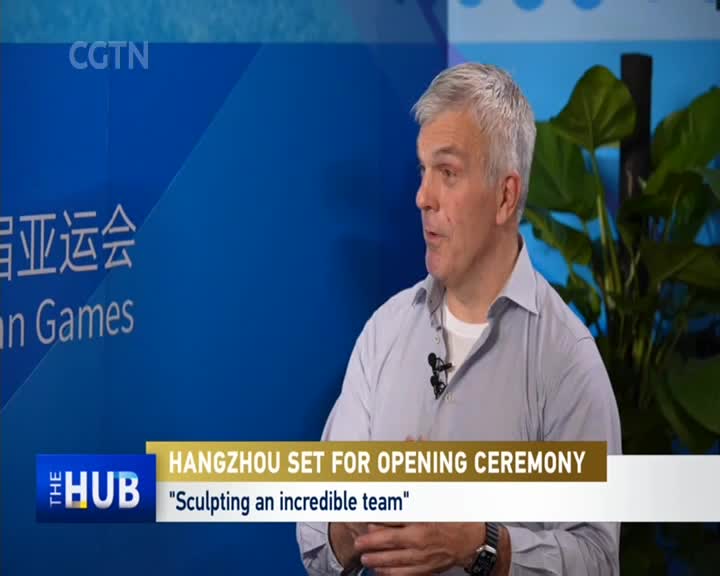 CGTN
届亚运会
an Games
HANGZHOU SET FOR OPENING CEREMONY
THE HUB
"Sculpting an incredible team"